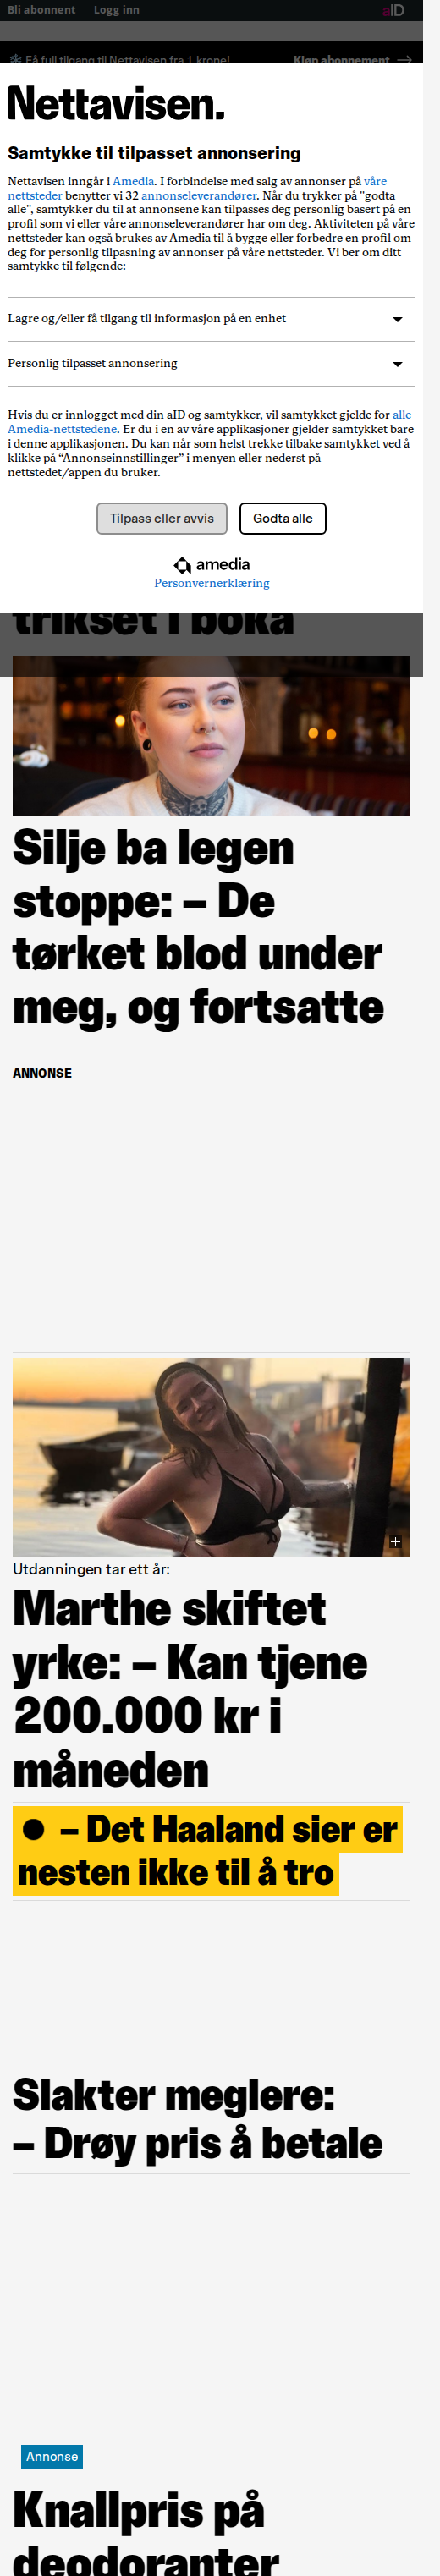 Bli abonnent | Logg inn
aID
Få full tilgang til Nettavisen fra 1 krone!
Kjøp abonnement
Nettavisen.
Samtykke til tilpasset annonsering
Nettavisen inngår i Amedia. I forbindelse med salg av annonser på våre
nettsteder benytter vi 32 annonseleverandører. Når du trykker på "godta
alle", samtykker du til at annonsene kan tilpasses deg personlig basert på en
profil som vi eller våre annonseleverandører har om deg. Aktiviteten på våre
nettsteder kan også brukes av Amedia til å bygge eller forbedre en profil om
deg for personlig tilpasning av annonser på våre nettsteder. Vi ber om ditt
samtykke til følgende:
Lagre og/eller få tilgang til informasjon på en enhet
Personlig tilpasset annonsering
Hvis du er innlogget med din aID og samtykker, vil samtykket gjelde for alle
Amedia-nettstedene. Er du i en av våre applikasjoner gjelder samtykket bare
i denne applikasjonen. Du kan når som helst trekke tilbake samtykket ved å
klikke på “Annonseinnstillinger” i menyen eller nederst på
nettstedet/appen du bruker.
Tilpass eller avvis
Godta alle
amedia
Personvernerklæring
trikset i boka
Silje ba legen
stoppe: – De
tørket blod under
meg, og fortsatte
ANNONSE
Utdanningen tar ett år:
Marthe skiftet
yrke: – Kan tjene
200.000 kr i
måneden
– Det Haaland sier er
nesten ikke til å tro
Slakter meglere:
– Drøy pris å betale
Annonse
Knallpris på
deodoranter